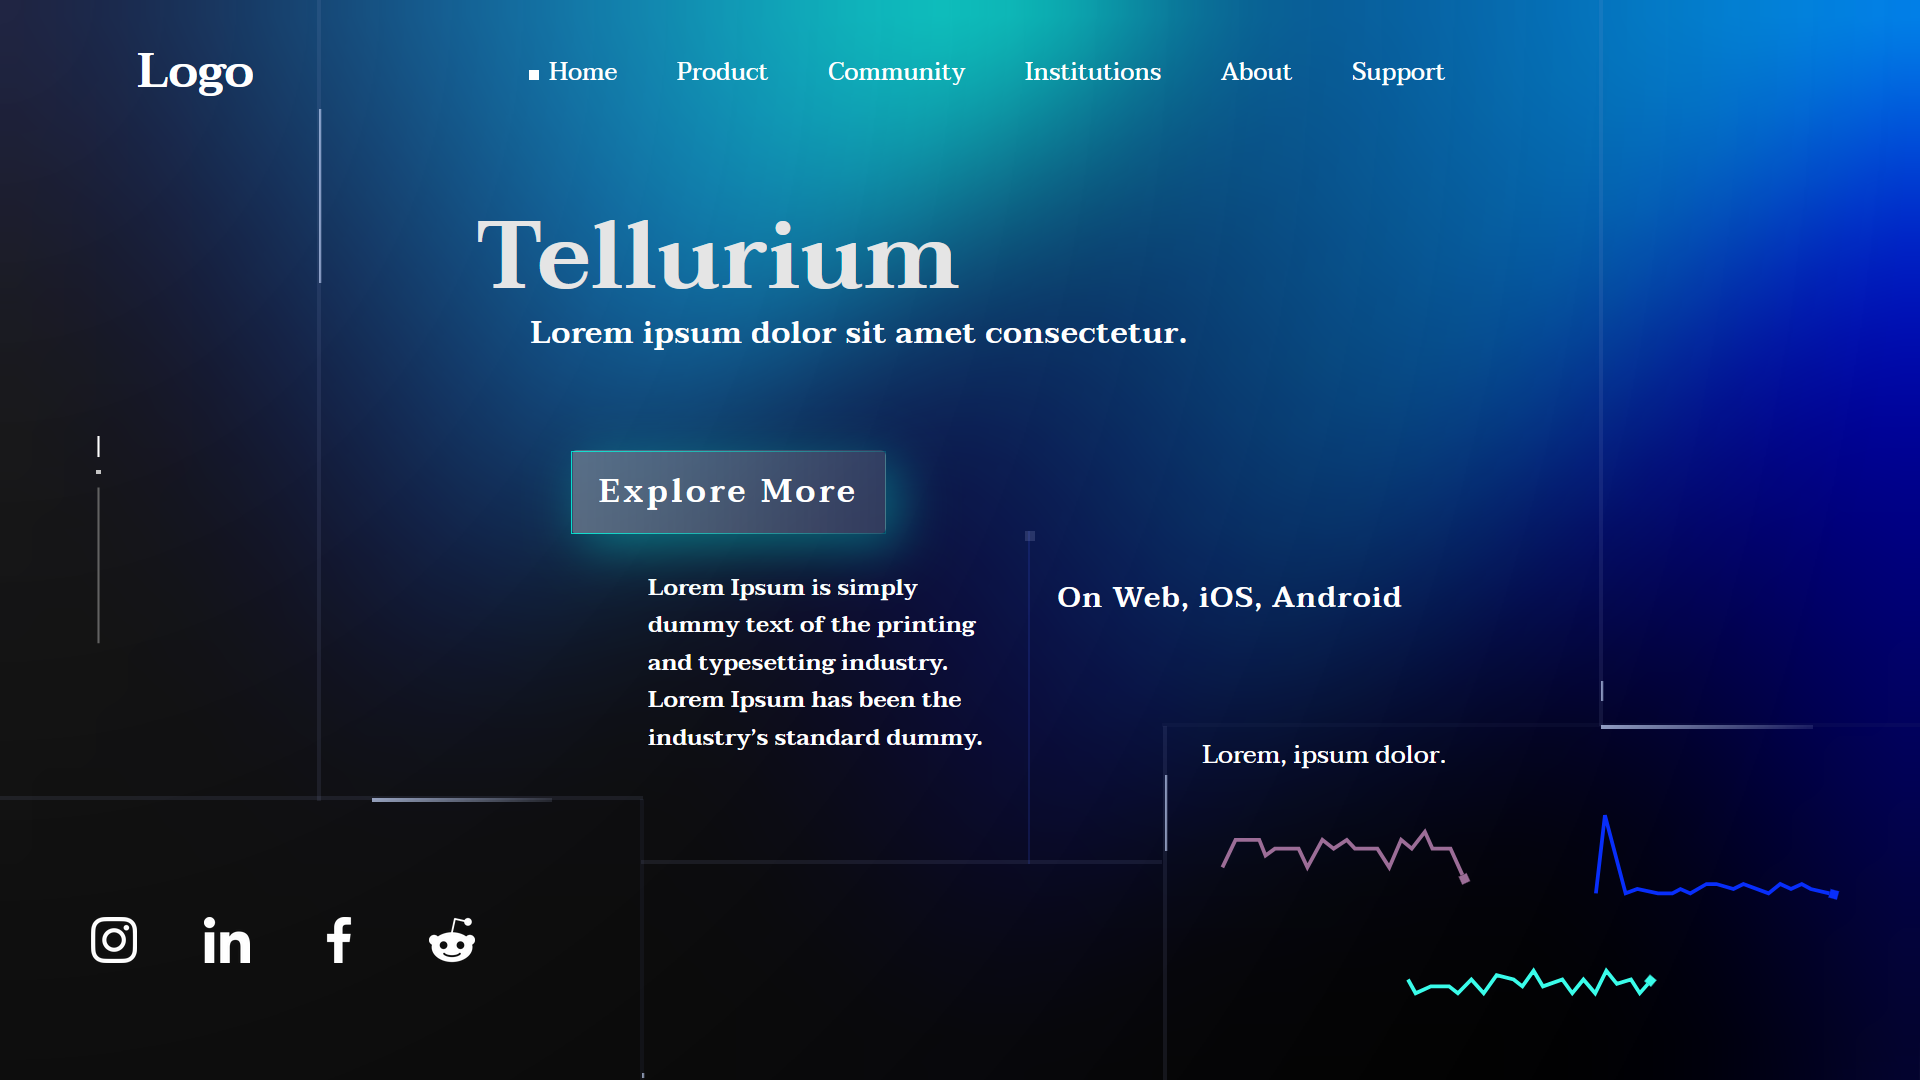 Logo
Home Product Community Institutions About Support
Tellurium
Lorem ipsum dolor sit amet consectetur.
Explore More
Lorem Ipsum is simply
dummy text of the printing
and typesetting industry.
Lorem Ipsum has been the
industry’s standard dummy.
On Web, iOS, Android
Lorem, ipsum dolor.